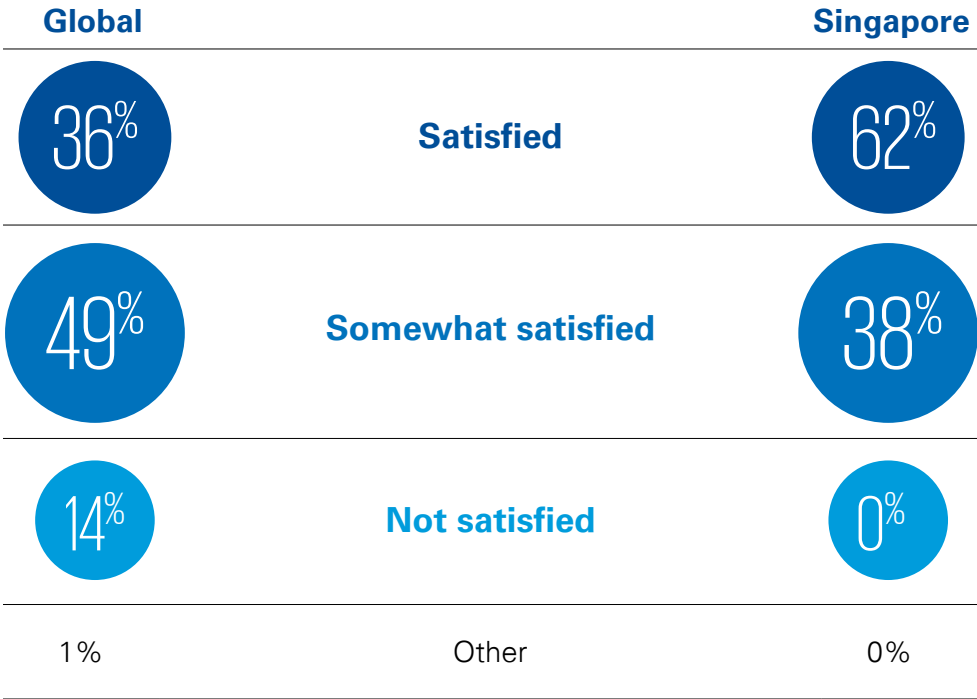 Global Singapore
36% Satisfied 62%
49% Somewhat satisfied 38%
14% Not satisfied 0%
1% Other 0%